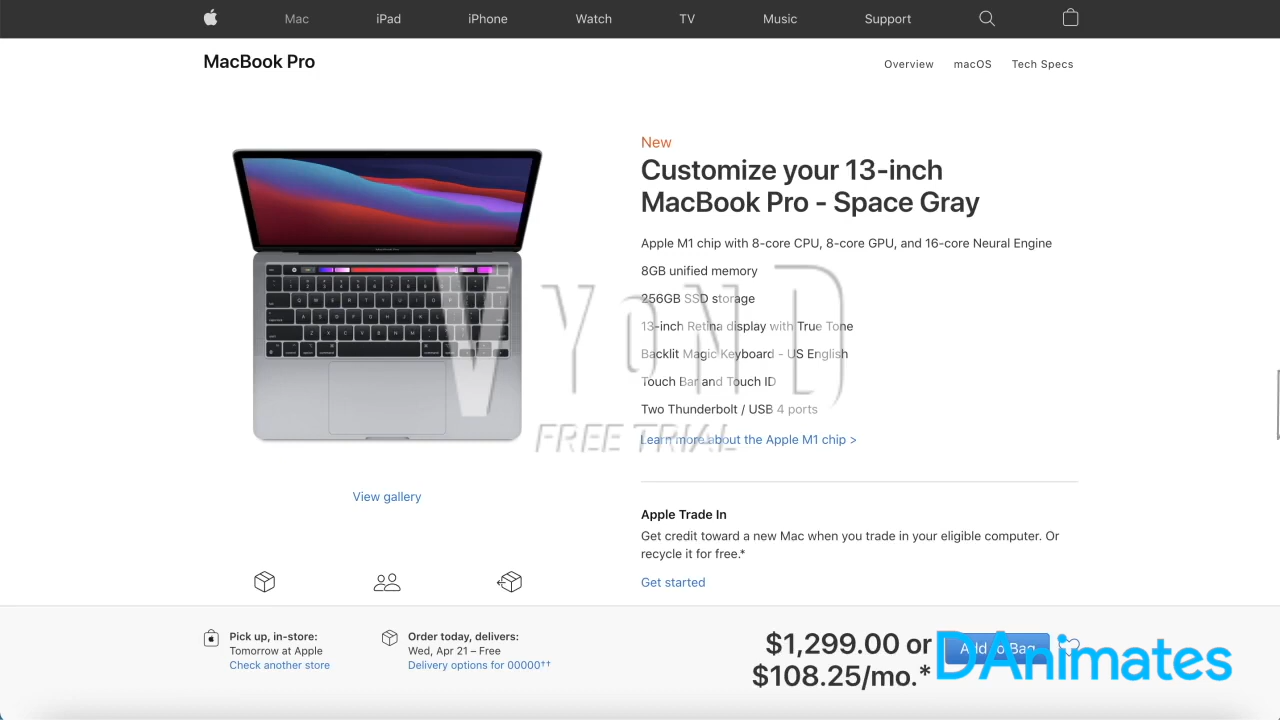 Mac iPad iPhone Watch TV Music Support
MacBook Pro
Overview macOS Tech Specs
New
Customize your 13-inch
MacBook Pro - Space Gray
Apple M1 chip with 8-core CPU, 8-core GPU, and 16-core Neural Engine
8GB unified memory
256GB SSD storage
13-inch Retina display with True Tone
Backlit Magic Keyboard - US English
Touch Bar and Touch ID
Two Thunderbolt / USB 4 ports
Learn more about the Apple M1 chip >
VYOND
FREE TRIAL
View gallery
Apple Trade In
Get credit toward a new Mac when you trade in your eligible computer. Or
recycle it for free.*
Get started
Pick up, in-store:
Tomorrow at Apple
Check another store
Order today, delivers:
Wed, Apr 21 – Free
Delivery options for 00000††
$1,299.00 or
$108.25/mo.*
Add to Bag
DAnimates